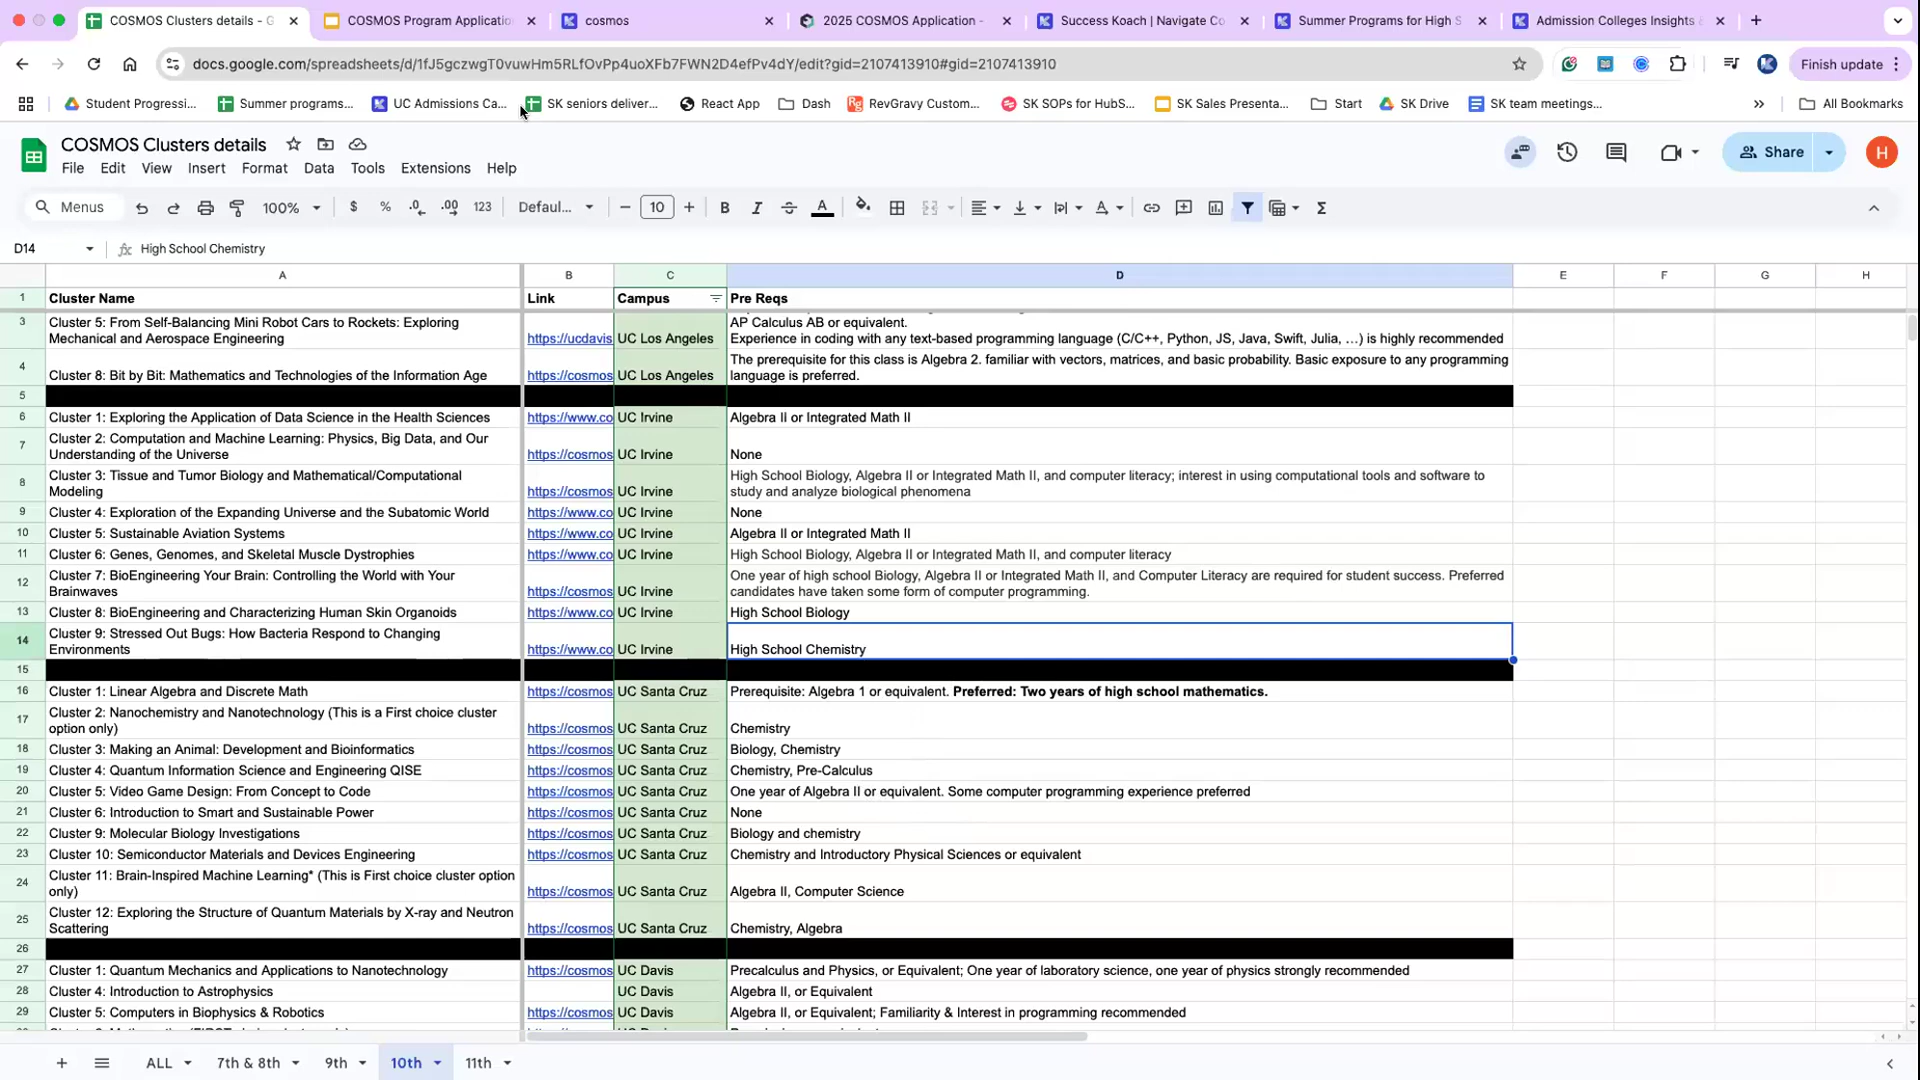 COSMOS Clusters details - G
COSMOS Program Applicatio
cosmos
2025 COSMOS Application -
Success Koach | Navigate Co
Summer Programs for High S
Admission Colleges Insights
docs.google.com/spreadsheets/d/1fJ5gczwgT0vuwHm5RLfOvPp4uoXFb7FWN2D4efPv4dY/edit?gid=2107413910#gid=2107413910
Finish update
Student Progressi...
Summer programs...
UC Admissions Ca...
SK seniors deliver...
React App
Dash
Rg
RevGravy Custom...
SK SOPs for HubS...
SK Sales Presenta...
Start
SK Drive
SK team meetings...
All Bookmarks
COSMOS Clusters details
File Edit View Insert Format Data Tools Extensions Help
Share
H
Menus
100%
$ % .0 .00 123
Defaul...
10
B I A
D14
fx High School Chemistry
A B C D E F G H
1 Cluster Name Link Campus Pre Reqs
3 Cluster 5: From Self-Balancing Mini Robot Cars to Rockets: Exploring
Mechanical and Aerospace Engineering https://ucdavis UC Los Angeles AP Calculus AB or equivalent.
Experience in coding with any text-based programming language (C/C++, Python, JS, Java, Swift, Julia, ...) is highly recommended
4 Cluster 8: Bit by Bit: Mathematics and Technologies of the Information Age https://cosmos UC Los Angeles The prerequisite for this class is Algebra 2. familiar with vectors, matrices, and basic probability. Basic exposure to any programming
language is preferred.
5
6 Cluster 1: Exploring the Application of Data Science in the Health Sciences https://www.co UC Irvine Algebra II or Integrated Math II
7 Cluster 2: Computation and Machine Learning: Physics, Big Data, and Our
Understanding of the Universe https://cosmos UC Irvine None
8 Cluster 3: Tissue and Tumor Biology and Mathematical/Computational
Modeling https://cosmos UC Irvine High School Biology, Algebra II or Integrated Math II, and computer literacy; interest in using computational tools and software to
study and analyze biological phenomena
9 Cluster 4: Exploration of the Expanding Universe and the Subatomic World https://www.co UC Irvine None
10 Cluster 5: Sustainable Aviation Systems https://www.co UC Irvine Algebra II or Integrated Math II
11 Cluster 6: Genes, Genomes, and Skeletal Muscle Dystrophies https://www.co UC Irvine High School Biology, Algebra II or Integrated Math II, and computer literacy
12 Cluster 7: BioEngineering Your Brain: Controlling the World with Your
Brainwaves https://cosmos UC Irvine One year of high school Biology, Algebra II or Integrated Math II, and Computer Literacy are required for student success. Preferred
candidates have taken some form of computer programming.
13 Cluster 8: BioEngineering and Characterizing Human Skin Organoids https://www.co UC Irvine High School Biology
14 Cluster 9: Stressed Out Bugs: How Bacteria Respond to Changing
Environments https://www.co UC Irvine High School Chemistry
15
16 Cluster 1: Linear Algebra and Discrete Math https://cosmos UC Santa Cruz Prerequisite: Algebra 1 or equivalent. Preferred: Two years of high school mathematics.
17 Cluster 2: Nanochemistry and Nanotechnology (This is a First choice cluster
option only) https://cosmos UC Santa Cruz Chemistry
18 Cluster 3: Making an Animal: Development and Bioinformatics https://cosmos UC Santa Cruz Biology, Chemistry
19 Cluster 4: Quantum Information Science and Engineering QISE https://cosmos UC Santa Cruz Chemistry, Pre-Calculus
20 Cluster 5: Video Game Design: From Concept to Code https://cosmos UC Santa Cruz One year of Algebra II or equivalent. Some computer programming experience preferred
21 Cluster 6: Introduction to Smart and Sustainable Power https://cosmos UC Santa Cruz None
22 Cluster 9: Molecular Biology Investigations https://cosmos UC Santa Cruz Biology and chemistry
23 Cluster 10: Semiconductor Materials and Devices Engineering https://cosmos UC Santa Cruz Chemistry and Introductory Physical Sciences or equivalent
24 Cluster 11: Brain-Inspired Machine Learning* (This is First choice cluster option
only) https://cosmos UC Santa Cruz Algebra II, Computer Science
25 Cluster 12: Exploring the Structure of Quantum Materials by X-ray and Neutron
Scattering https://cosmos UC Santa Cruz Chemistry, Algebra
26
27 Cluster 1: Quantum Mechanics and Applications to Nanotechnology https://cosmos UC Davis Precalculus and Physics, or Equivalent; One year of laboratory science, one year of physics strongly recommended
28 Cluster 4: Introduction to Astrophysics UC Davis Algebra II, or Equivalent
29 Cluster 5: Computers in Biophysics & Robotics https://cosmos UC Davis Algebra II, or Equivalent; Familiarity & Interest in programming recommended
ALL 7th & 8th 9th 10th 11th